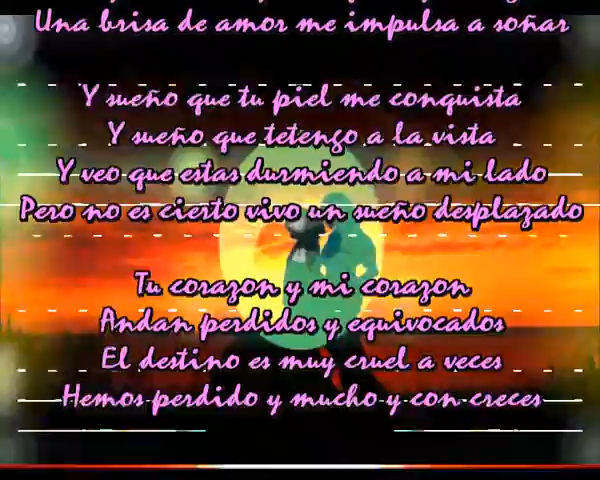 Una brisa de amor me impulsa a soñar
Y sueño que tu piel me conquista
Y sueño que tetengo a la vista
Y veo que estas durmiendo a mi lado
Pero no es cierto vivo un sueño desplazado
Tu corazon y mi corazon
Andan perdidos y equivocados
El destino es muy cruel a veces
Hemos perdido y mucho y con creces